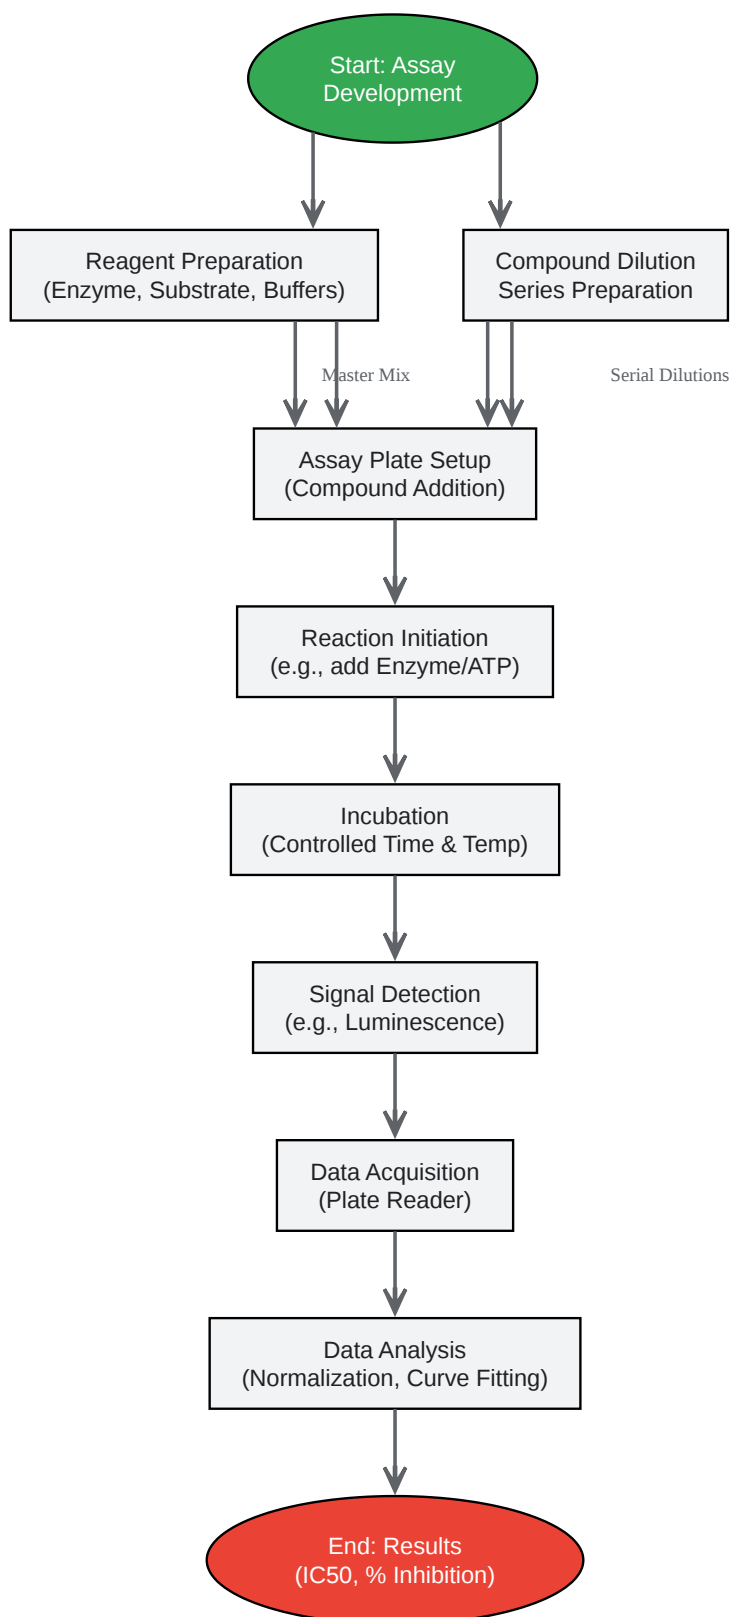 Start: Assay
Development
Reagent Preparation
(Enzyme, Substrate, Buffers)
Compound Dilution
Series Preparation
Master Mix
Serial Dilutions
Assay Plate Setup
(Compound Addition)
Reaction Initiation
(e.g., add Enzyme/ATP)
Incubation
(Controlled Time & Temp)
Signal Detection
(e.g., Luminescence)
Data Acquisition
(Plate Reader)
Data Analysis
(Normalization, Curve Fitting)
End: Results
(IC50, % Inhibition)